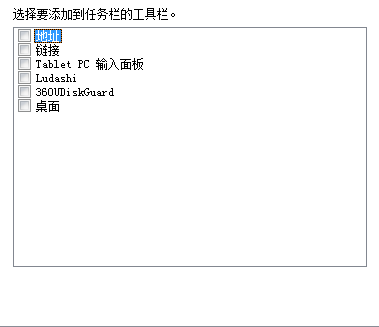 选择要添加到任务栏的工具栏。
地址
链接
Tablet PC 输入面板
Ludashi
360UDiskGuard
桌面